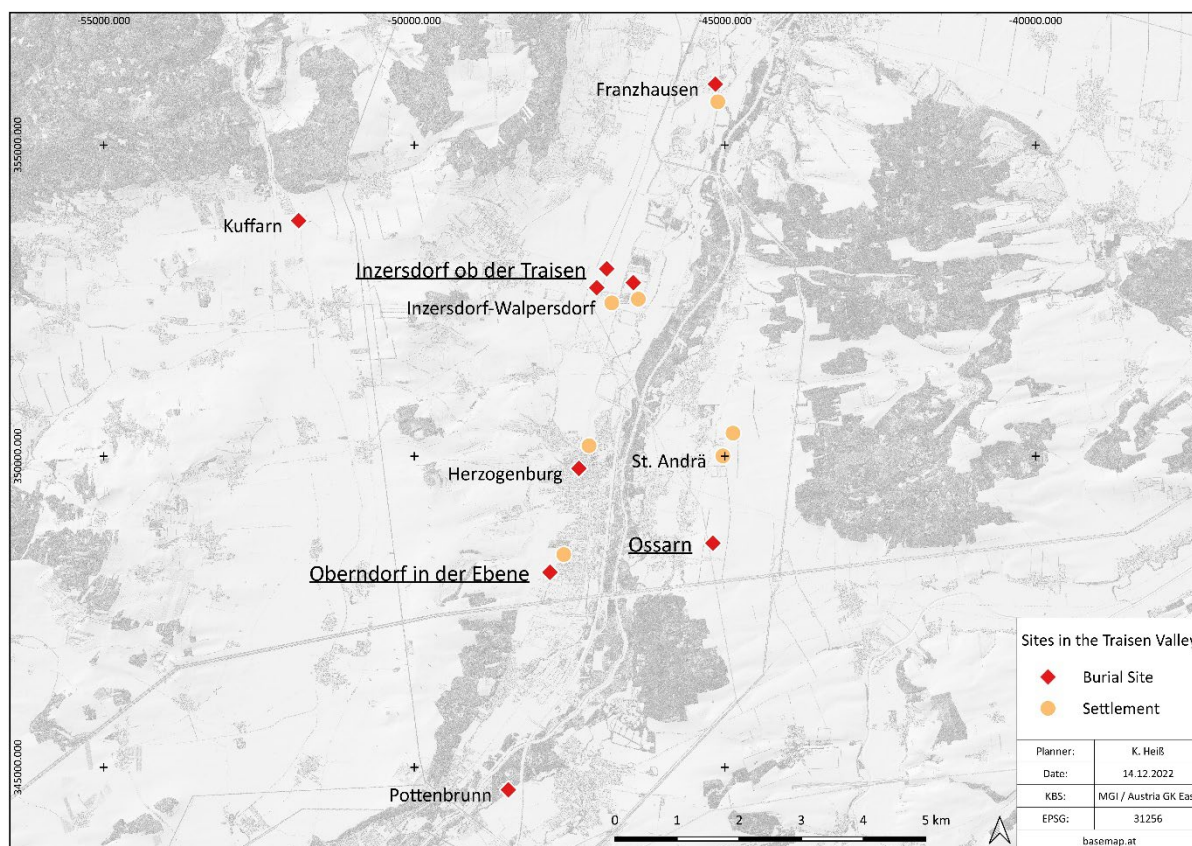 -55000.000
-50000.000
-45000.000
-40000.000
Franzhausen
355000.000
Kuffarn
Inzersdorf ob der Traisen
Inzersdorf-Walpersdorf
350000.000
St. Andrä
Herzogenburg
Ossarn
Oberndorf in der Ebene
Sites in the Traisen Valley
Burial Site
Settlement
345000.000
Planner: K. Heiß
Date: 14.12.2022
KBS: MGI / Austria GK Eas
EPSG: 31256
basemap.at
Pottenbrunn
0 1 2 3 4 5 km